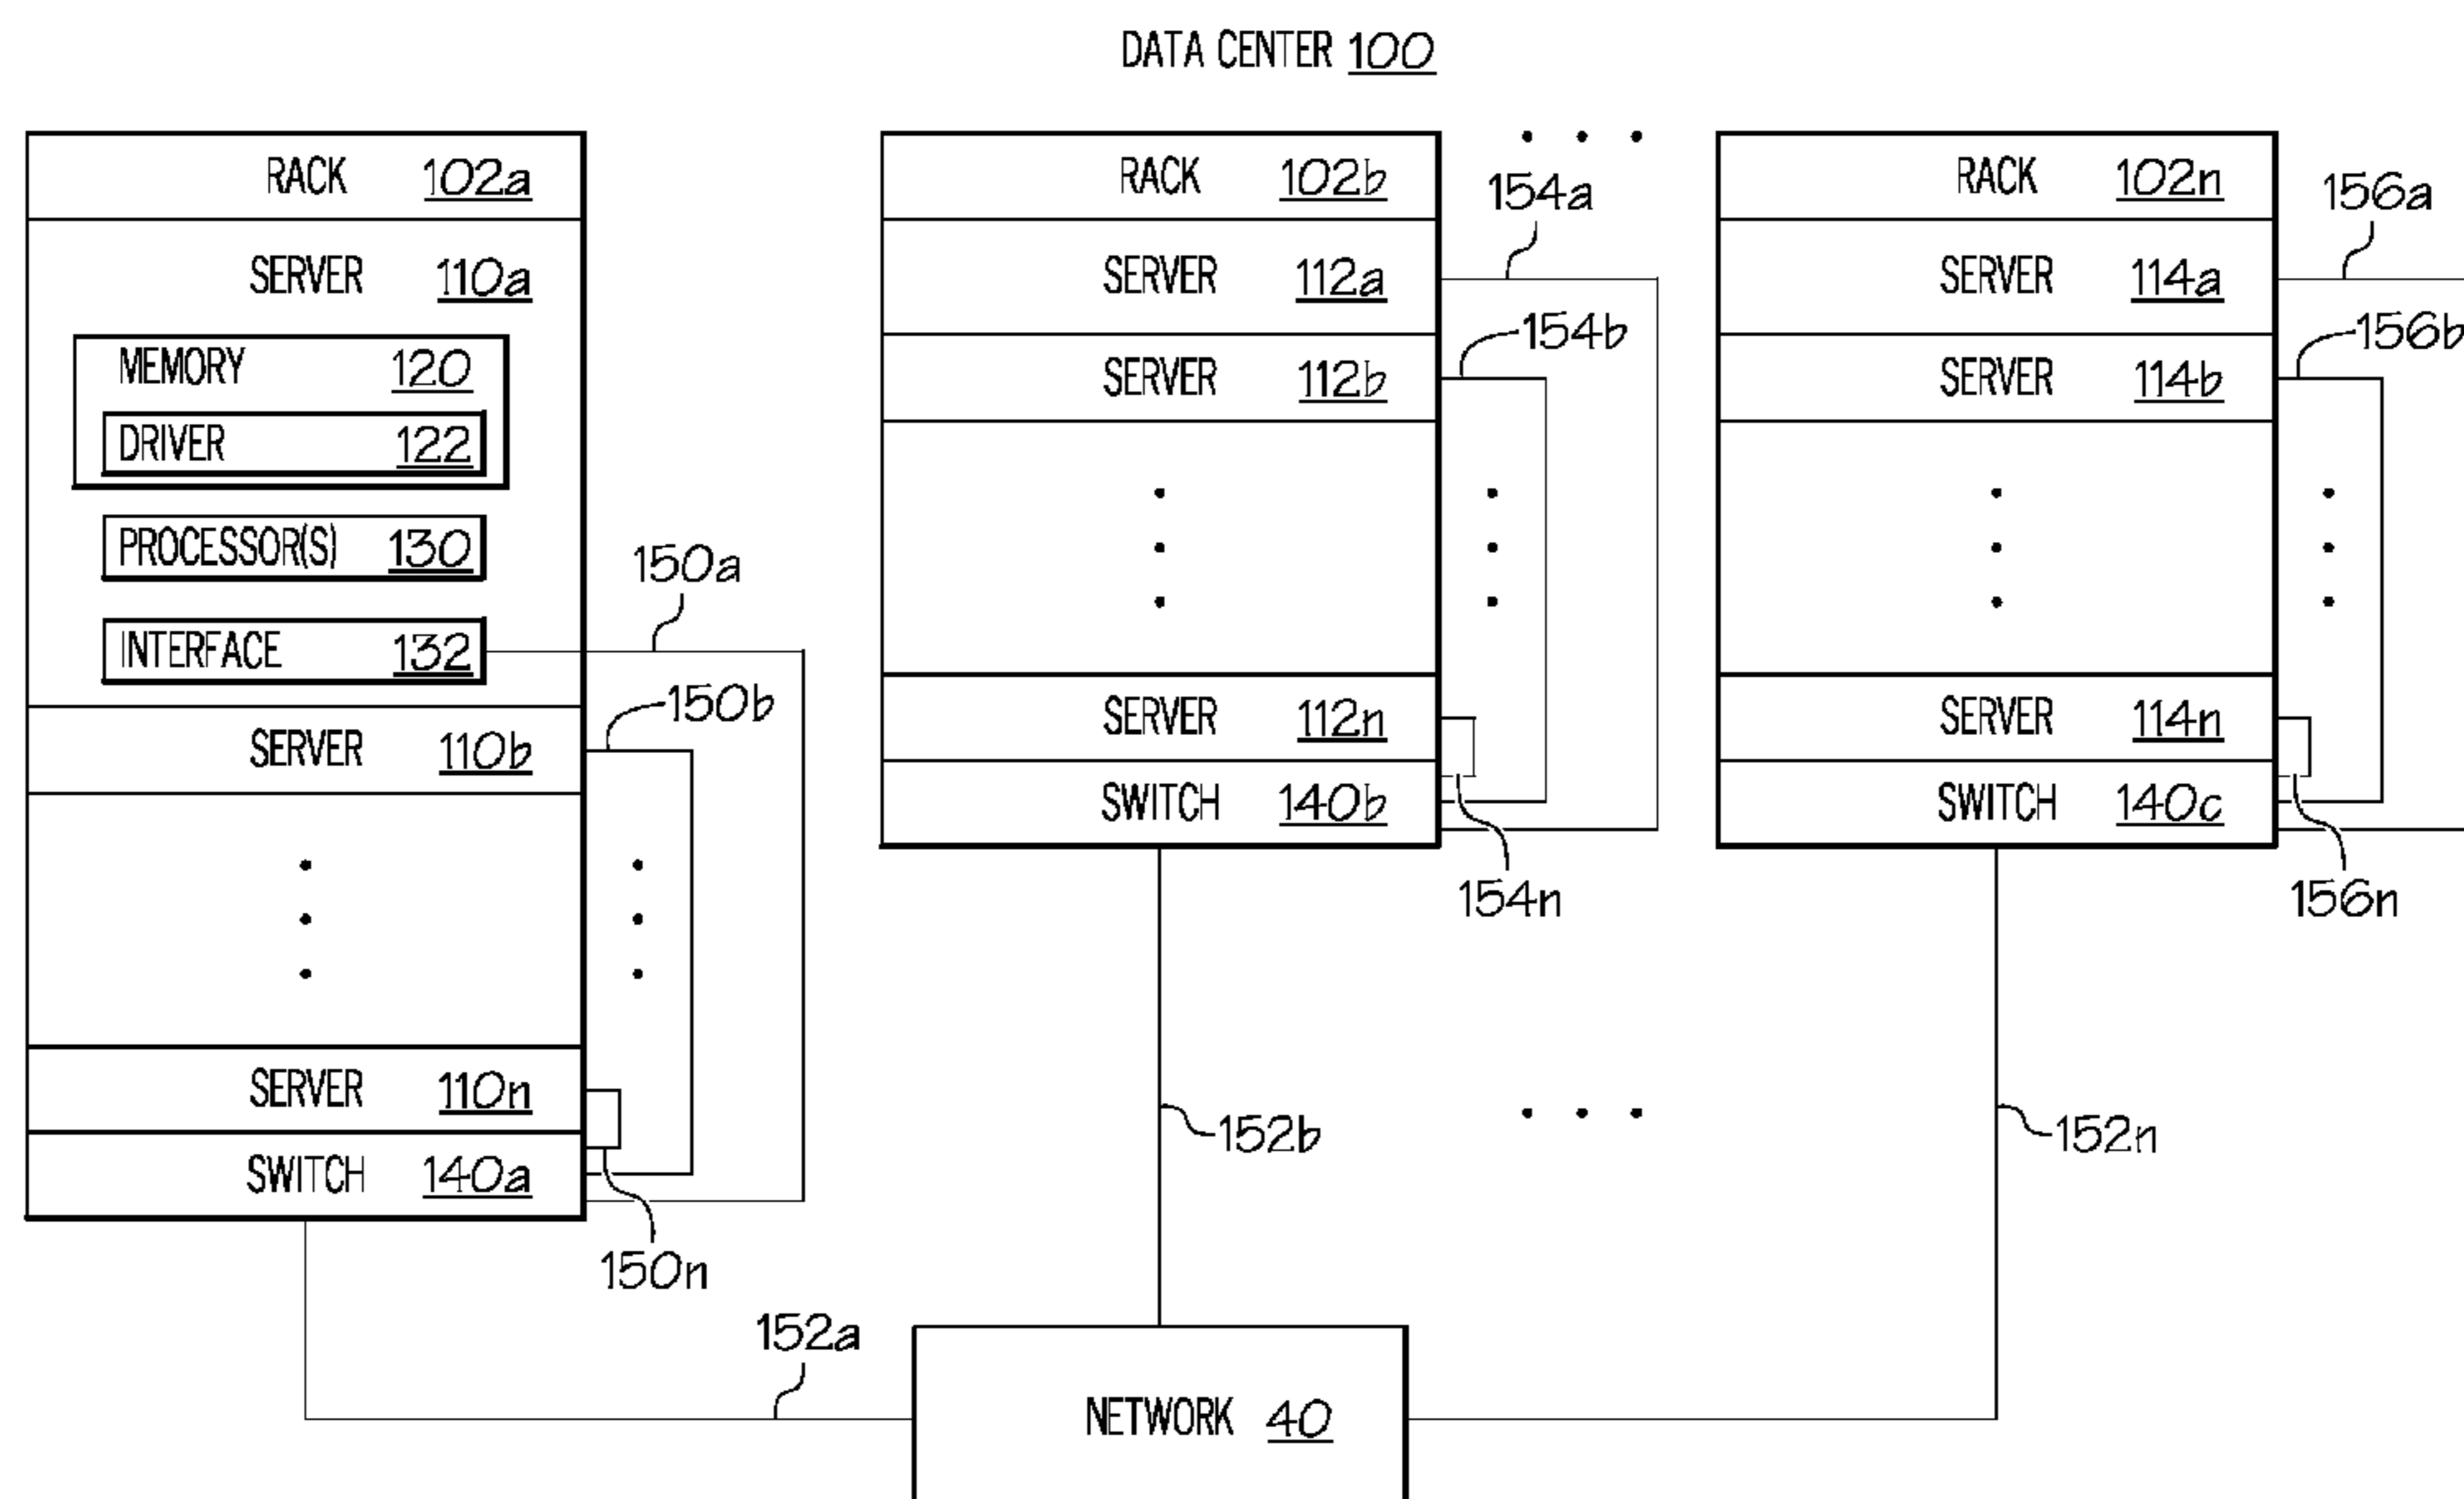 DATA CENTER 100
RACK 102a
SERVER 110a
MEMORY 120
DRIVER 122
PROCESSOR(S) 130
INTERFACE 132
150a
150b
SERVER 110b
SERVER 110n
SWITCH 140a
150n
152a
RACK 102b
154a
SERVER 112a
154b
SERVER 112b
SERVER 112n
SWITCH 140b
154n
152b
RACK 102n
156a
SERVER 114a
156b
SERVER 114b
SERVER 114n
SWITCH 140c
156n
152n
NETWORK 40